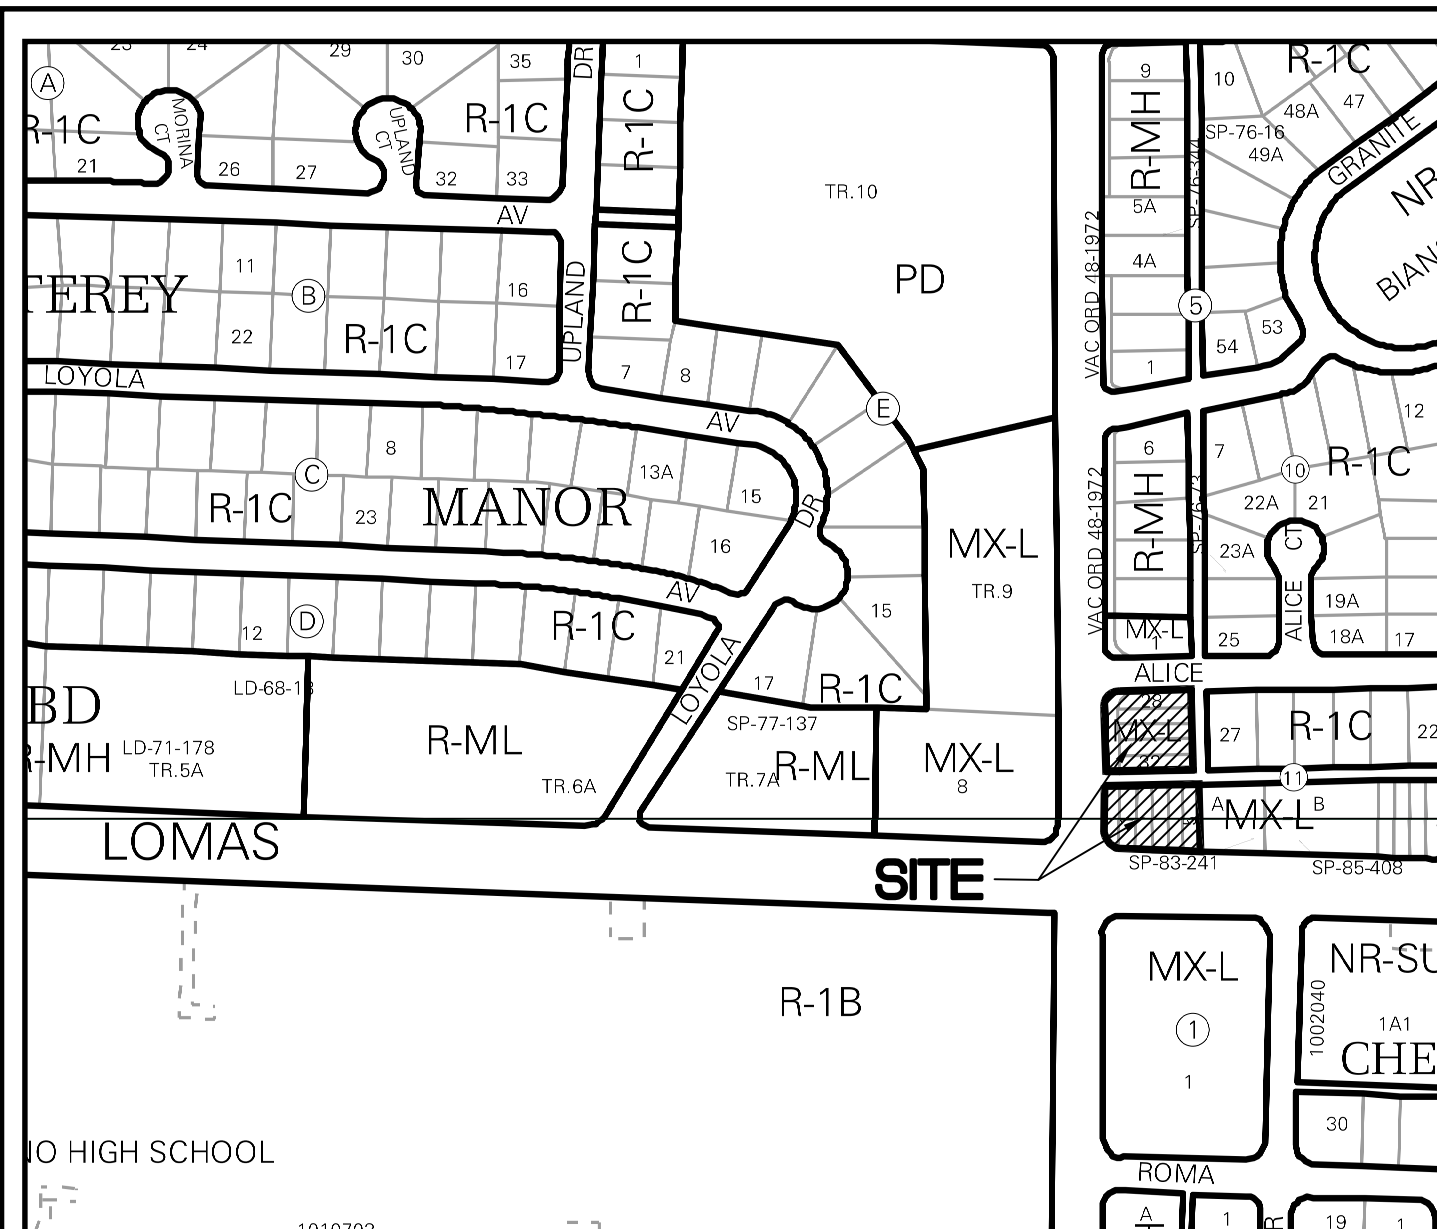 29
30
35
DR
1
9
10
R-1C
A
48A
47
MORINA
CT
UPLAND
CT
R-1C
R-1C
R-MH
SP-76-16
49A
GRANITE
21
26
27
32
33
TR.10
5A
AV
VAC ORD 48-1972
4A
11
B
16
R-1C
UPLAND
PD
5
53
54
22
R-1C
17
LOYOLA
7
8
1
E
AV
12
6
7
8
C
13A
15
10
R-1C
R-1C
23
MANOR
DR
16
MX-L
TR.9
VAC ORD 48-1972
R-MH
22A
21
23A
CT
ALICE
AV
12
D
R-1C
15
19A
18A
17
MX-L
1
25
21
LOYOLA
17
R-1C
ALICE
LD-68-18
BD
SP-77-137
28
MX-L
32
27
R-1C
22
R-ML
LD-71-178
TR.5A
TR.6A
TR.7A
R-ML
MX-L
8
11
A
MX-L
B
LOMAS
SP-83-241
SP-85-408
SITE
MX-L
1
1
R-1B
1002040
1A1
30
HIGH SCHOOL
ROMA
A
1
19
1